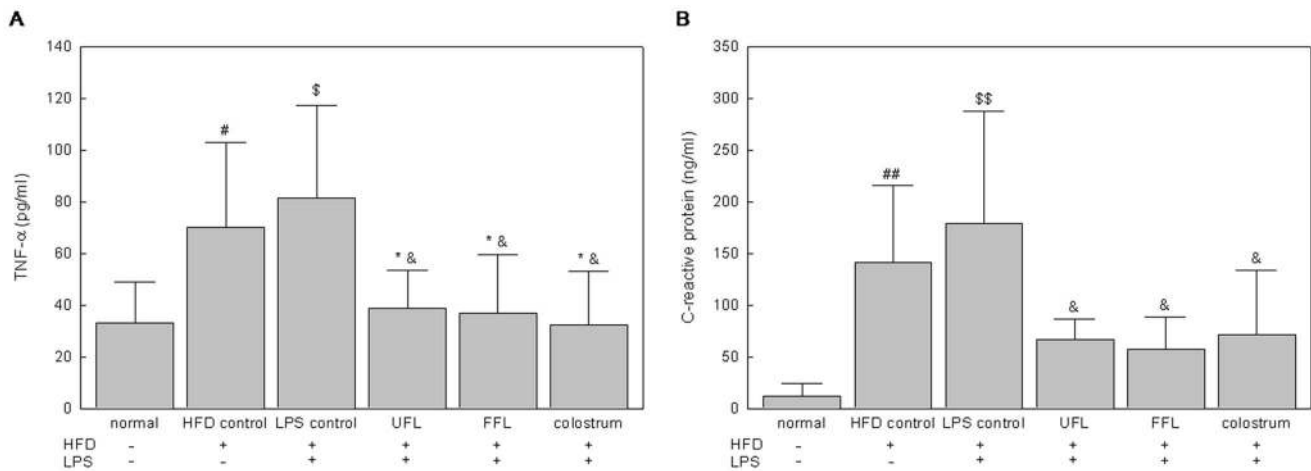 A
TNF-α (pg/ml)
140
120
100
80
60
40
20
0
#
$
* &
* &
* &
normal HFD control LPS control UFL FFL colostrum
HFD - + + + + +
LPS - - + + + +
B
C-reactive protein (ng/ml)
350
300
250
200
150
100
50
0
##
$$
&
&
&
normal HFD control LPS control UFL FFL colostrum
HFD - + + + + +
LPS - - + + + +